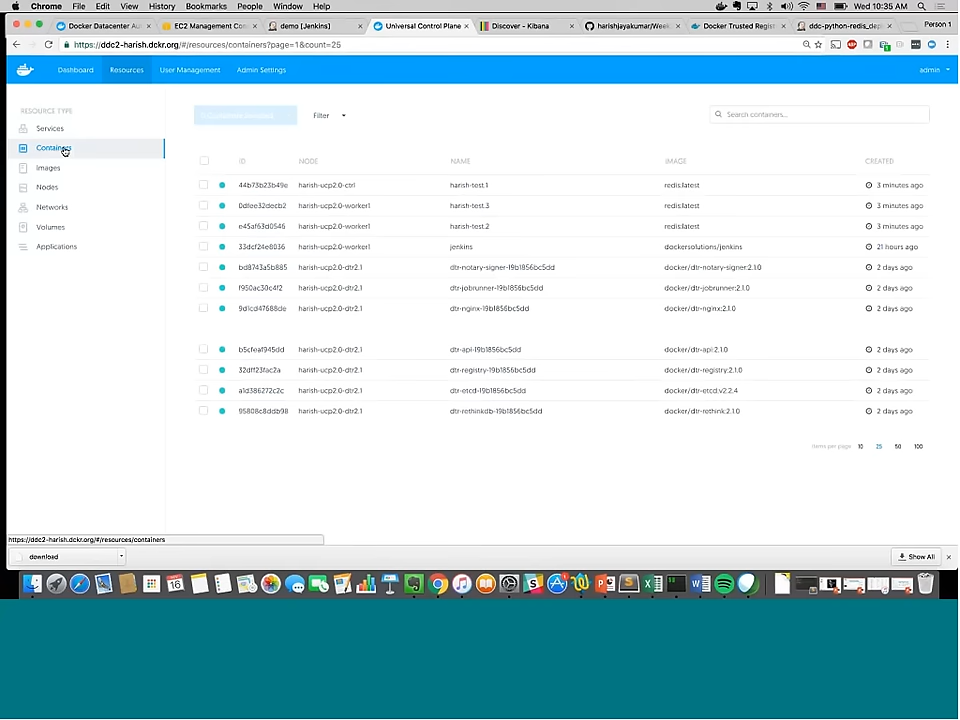 Chrome File Edit View History Bookmarks People Window Help Wed 10:35 AM
Docker Datacenter Au EC2 Management Con demo [Jenkins] Universal Control Plane Discover - Kibana harishjayakumar/Week Docker Trusted Regist ddc-python-redis_dep Person 1
https://ddc2-harish.dckr.org/#/resources/containers?page=1&count=25
Dashboard Resources User Management Admin Settings admin
RESOURCE TYPE
Services
Containers
Images
Nodes
Networks
Volumes
Applications
Filter Search containers...
ID NODE NAME IMAGE CREATED
44b73b23b49e harish-ucp2.0-ctrl harish-test.1 redis:latest 3 minutes ago
0dfee32decb2 harish-ucp2.0-worker1 harish-test.3 redis:latest 3 minutes ago
e45af63d0546 harish-ucp2.0-worker1 harish-test.2 redis:latest 3 minutes ago
33dcf24e8036 harish-ucp2.0-worker1 jenkins dockersolutions/jenkins 21 hours ago
bd8743a5b885 harish-ucp2.0-dtr2.1 dtr-notary-signer-19b1856bc5dd docker/dtr-notary-signer:2.1.0 2 days ago
f950ac30c4f2 harish-ucp2.0-dtr2.1 dtr-jobrunner-19b1856bc5dd docker/dtr-jobrunner:2.1.0 2 days ago
9d1cd47688de harish-ucp2.0-dtr2.1 dtr-nginx-19b1856bc5dd docker/dtr-nginx:2.1.0 2 days ago
b5cfeaf945dd harish-ucp2.0-dtr2.1 dtr-api-19b1856bc5dd docker/dtr-api:2.1.0 2 days ago
32dff23fac2a harish-ucp2.0-dtr2.1 dtr-registry-19b1856bc5dd docker/dtr-registry:2.1.0 2 days ago
a1d386272c2c harish-ucp2.0-dtr2.1 dtr-etcd-19b1856bc5dd docker/dtr-etcd:v2.2.4 2 days ago
95808c8ddb98 harish-ucp2.0-dtr2.1 dtr-rethinkdb-19b1856bc5dd docker/dtr-rethink:2.1.0 2 days ago
Items per page 10 25 50 100
https://ddc2-harish.dckr.org/#/resources/containers
download Show All
16